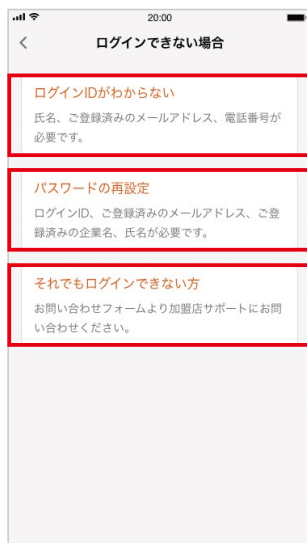 20:00
ログインできない場合
ログインIDがわからない
氏名、ご登録済みのメールアドレス、電話番号が
必要です。
パスワードの再設定
ログインID、ご登録済みのメールアドレス、ご登
録済みの企業名、氏名が必要です。
それでもログインできない方
お問い合わせフォームより加盟店サポートにお問
い合わせください。